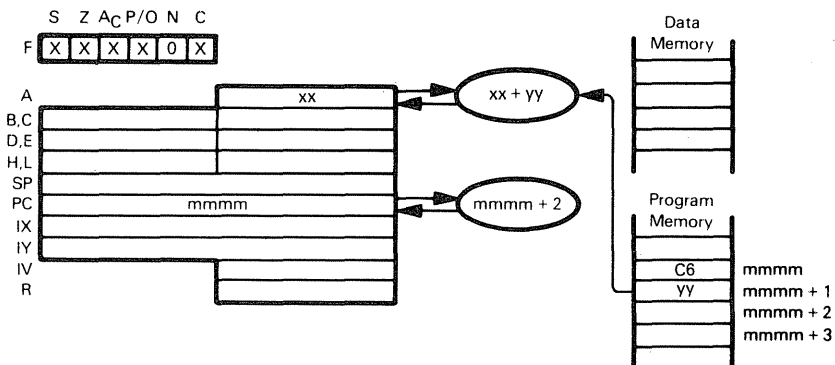 S Z AC P/O N C
F X X X X 0 X
Data
Memory
A xx
xx + yy
B,C
D,E
H,L
SP
PC mmmm
mmmm + 2
IX
IY
IV
R
Program
Memory
C6 mmmm
yy mmmm + 1
mmmm + 2
mmmm + 3